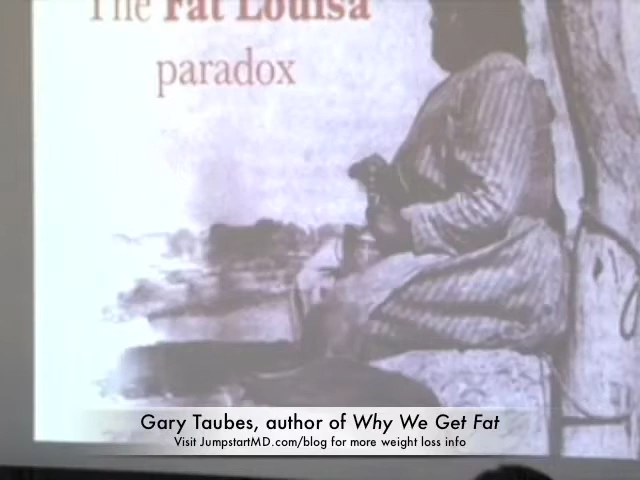 The Fat Louisa
paradox
Gary Taubes, author of Why We Get Fat
Visit JumpstartMD.com/blog for more weight loss info